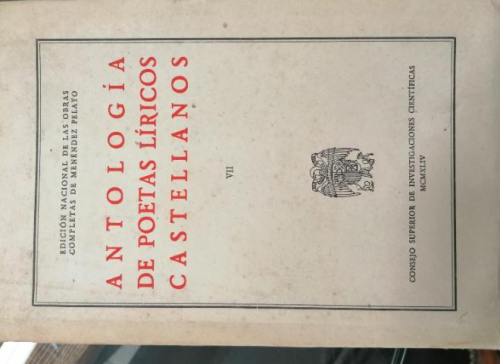 EDICIÓN NACIONAL DE LAS OBRAS
COMPLETAS DE MENÉNDEZ PELAYO
ANTOLOGÍA
DE POETAS LÍRICOS
CASTELLANOS
VII
CONSEJO SUPERIOR DE INVESTIGACIONES CIENTÍFICAS
MCMXLIV